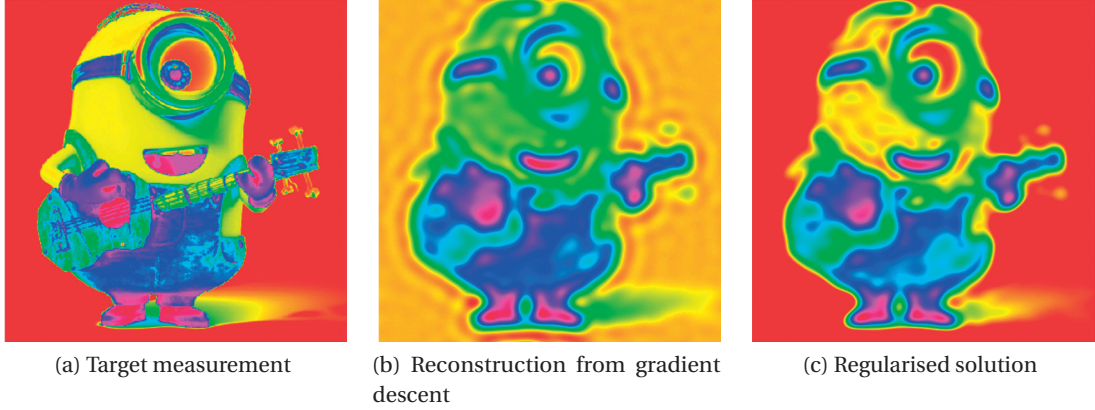 (a) Target measurement
(b) Reconstruction from gradient
descent
(c) Regularised solution